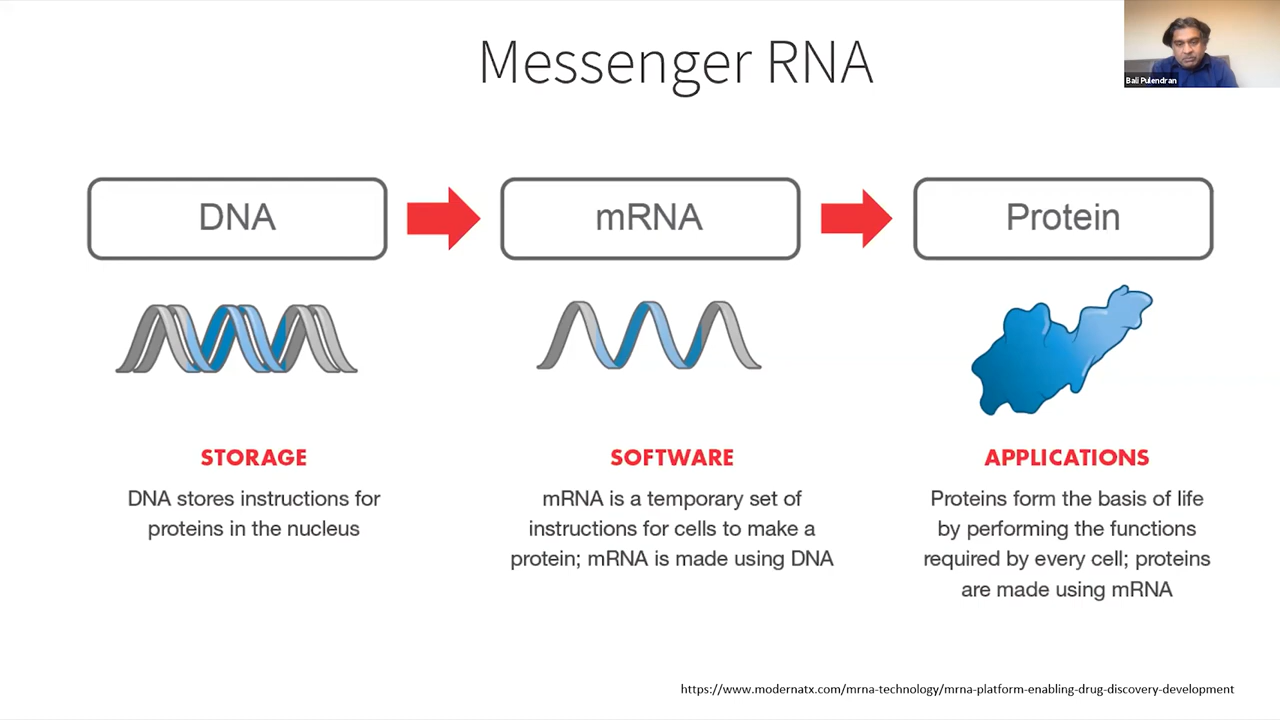 Messenger RNA
Bali Pulendran
DNA
mRNA
Protein
STORAGE
DNA stores instructions for
proteins in the nucleus
SOFTWARE
mRNA is a temporary set of
instructions for cells to make a
protein; mRNA is made using DNA
APPLICATIONS
Proteins form the basis of life
by performing the functions
required by every cell; proteins
are made using mRNA
https://www.modernatx.com/mrna-technology/mrna-platform-enabling-drug-discovery-development